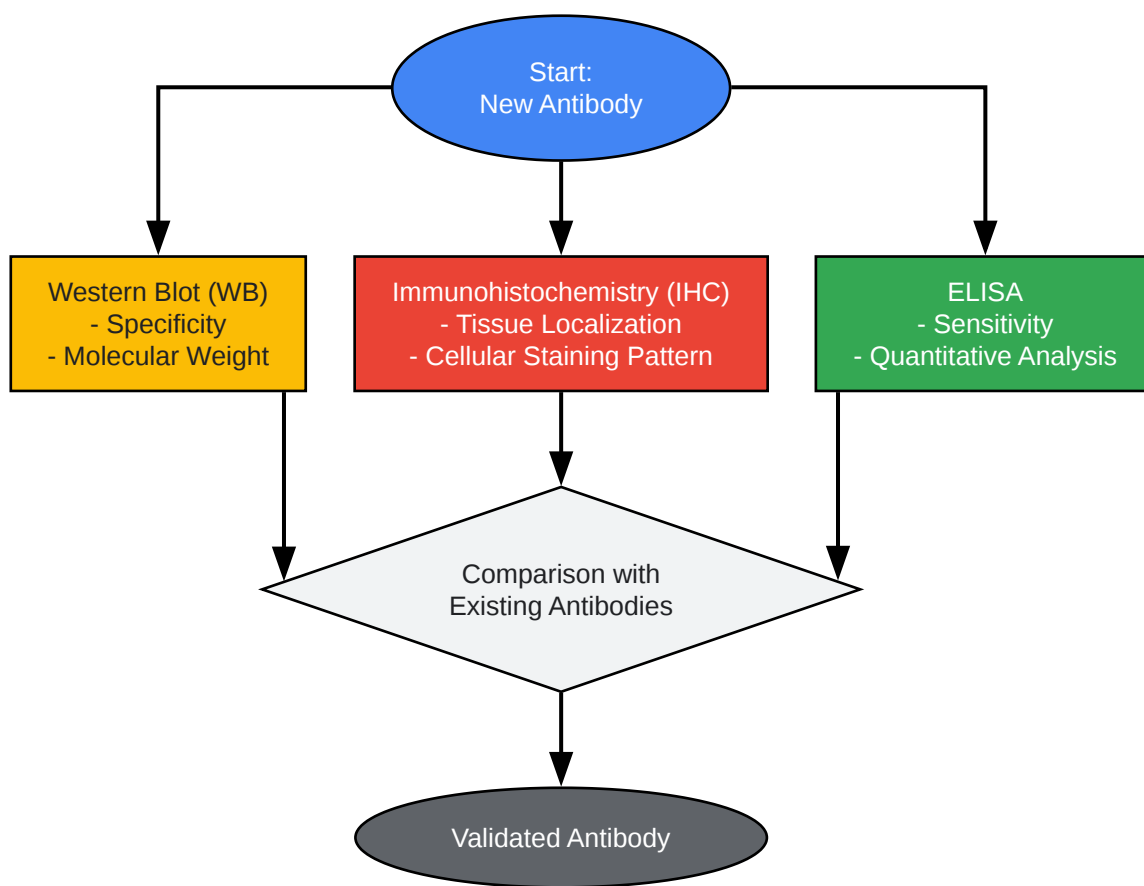 Start:
New Antibody
Western Blot (WB)
- Specificity
- Molecular Weight
Immunohistochemistry (IHC)
- Tissue Localization
- Cellular Staining Pattern
ELISA
- Sensitivity
- Quantitative Analysis
Comparison with
Existing Antibodies
Validated Antibody